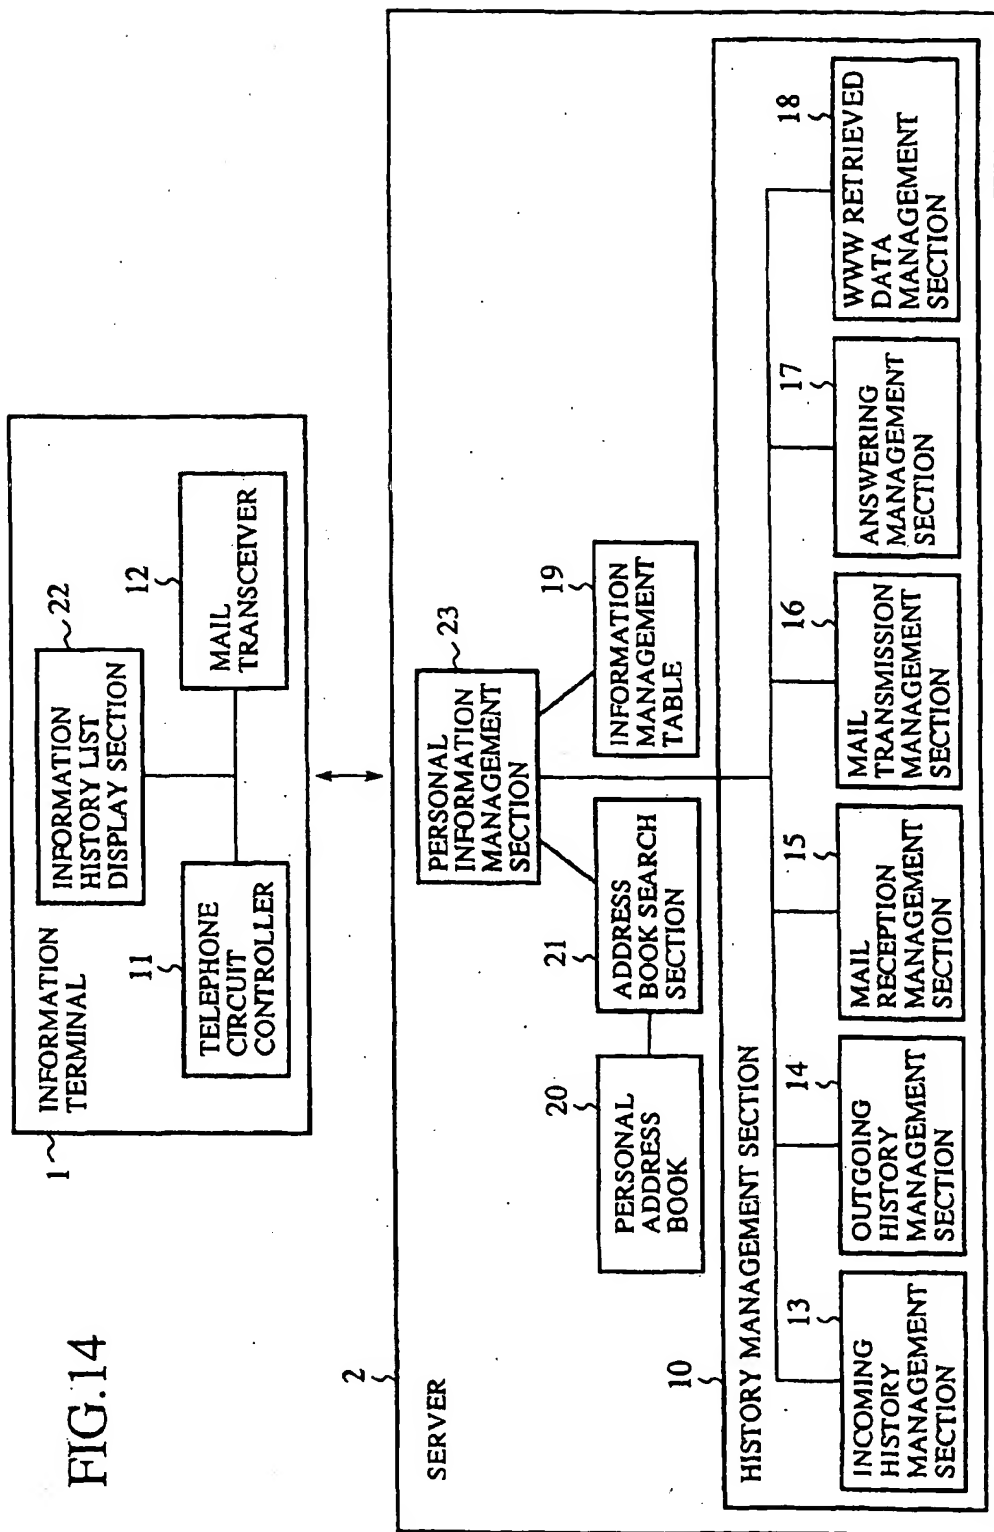 FIG.14
1
INFORMATION
TERMINAL
22
INFORMATION
HISTORY LIST
DISPLAY SECTION
11
TELEPHONE
CIRCUIT
CONTROLLER
12
MAIL
TRANSCEIVER
2
SERVER
23
PERSONAL
INFORMATION
MANAGEMENT
SECTION
20
PERSONAL
ADDRESS
BOOK
21
ADDRESS
BOOK SEARCH
SECTION
19
INFORMATION
MANAGEMENT
TABLE
10
HISTORY MANAGEMENT SECTION
13
INCOMING
HISTORY
MANAGEMENT
SECTION
14
OUTGOING
HISTORY
MANAGEMENT
SECTION
15
MAIL
RECEPTION
MANAGEMENT
SECTION
16
MAIL
TRANSMISSION
MANAGEMENT
SECTION
17
ANSWERING
MANAGEMENT
SECTION
18
WWW RETRIEVED
DATA
MANAGEMENT
SECTION